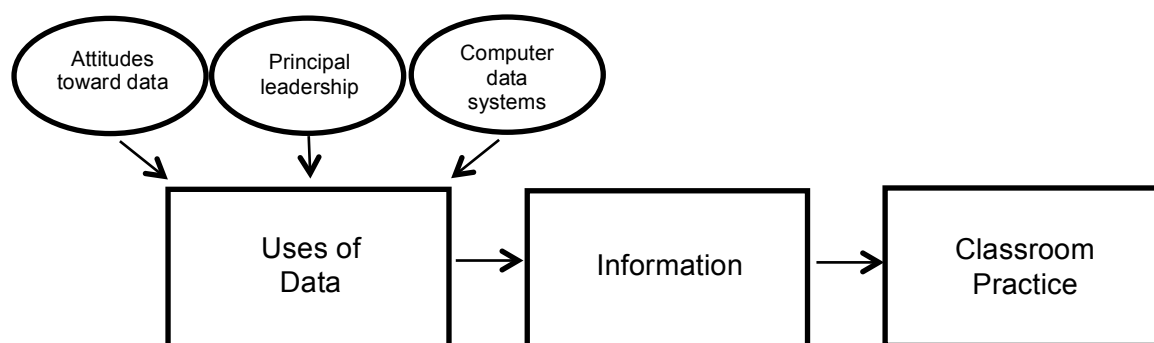 Attitudes
toward data
Principal
leadership
Computer
data
systems
Uses of
Data
Information
Classroom
Practice